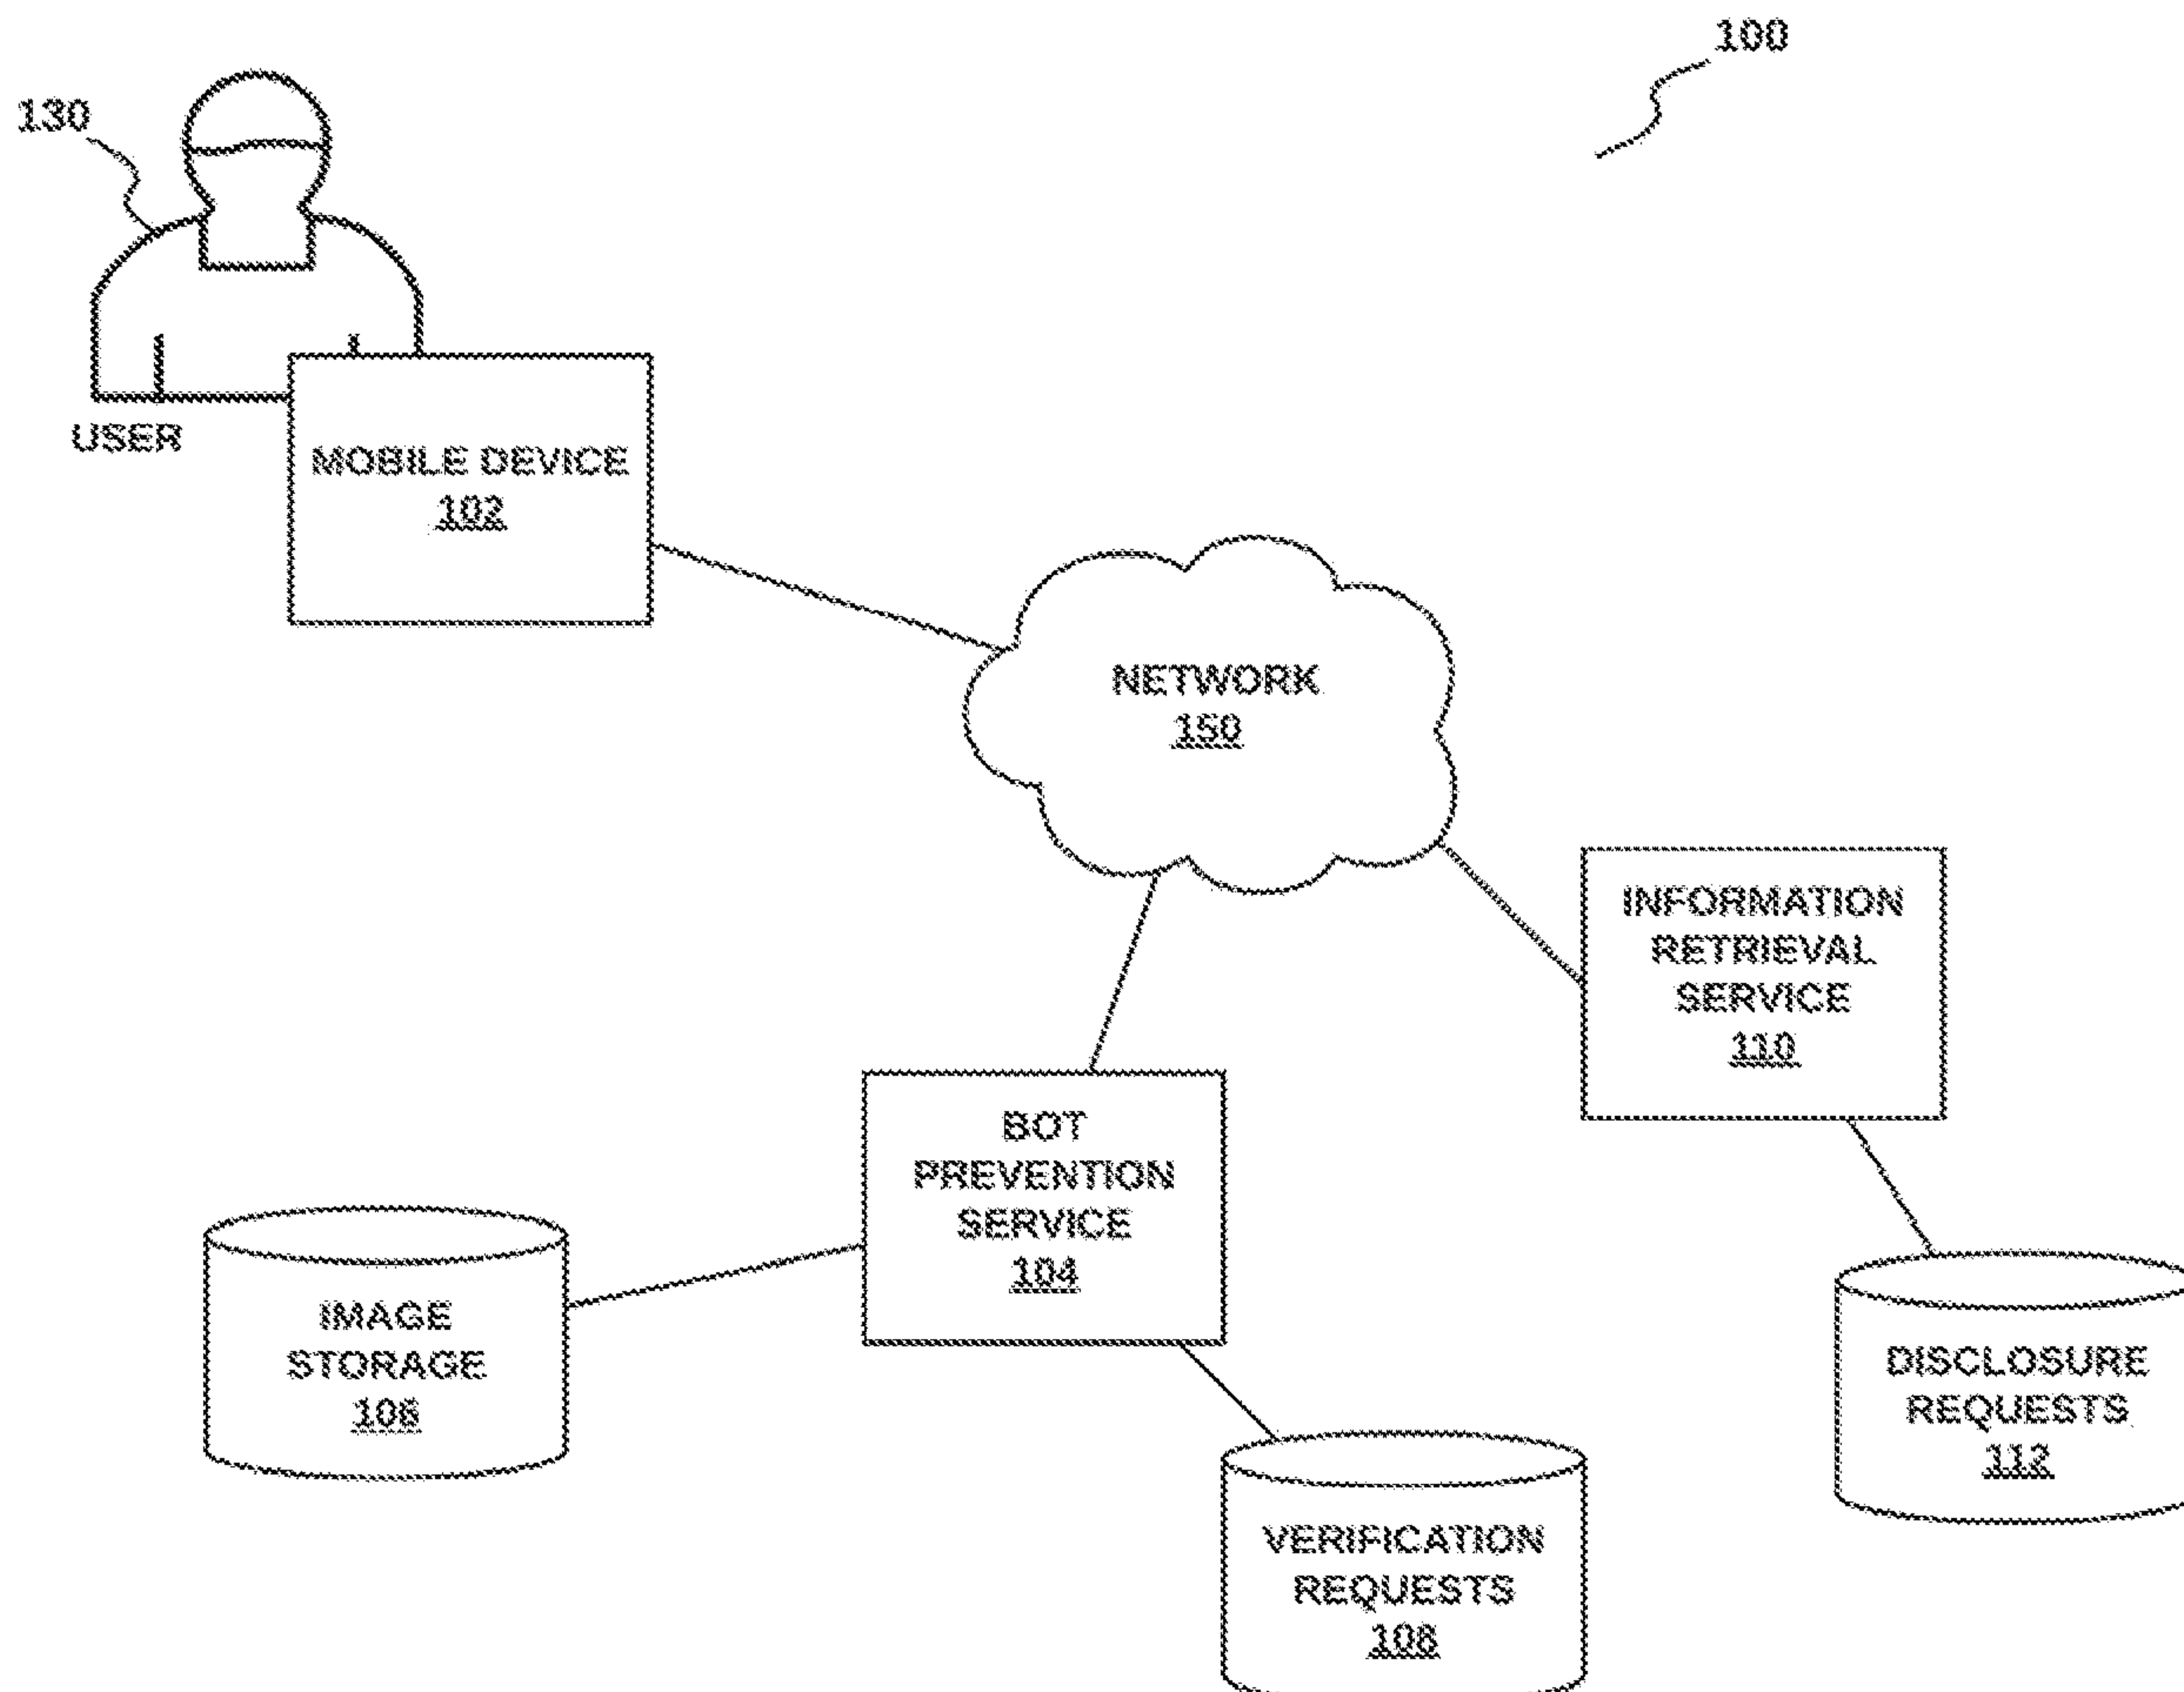 100
130
USER
MOBILE DEVICE
102
NETWORK
150
INFORMATION
RETRIEVAL
SERVICE
110
BOT
PREVENTION
SERVICE
104
IMAGE
STORAGE
106
DISCLOSURE
REQUESTS
112
VERIFICATION
REQUESTS
108